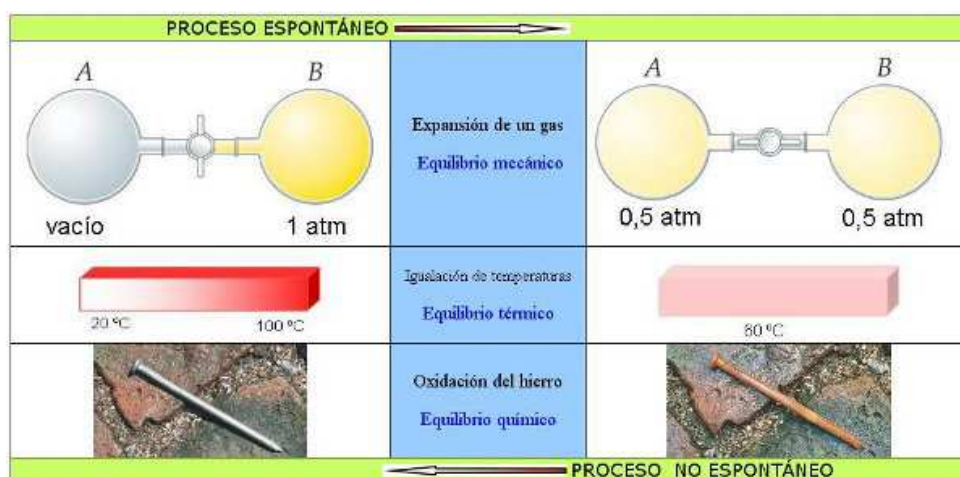 PROCESO ESPONTÁNEO
A
B
vacío
1 atm
Expansión de un gas
Equilibrio mecánico
A
B
0,5 atm
0,5 atm
20 ºC
100 ºC
Igualación de temperaturas
Equilibrio térmico
60 ºC
Oxidación del hierro
Equilibrio químico
PROCESO NO ESPONTÁNEO